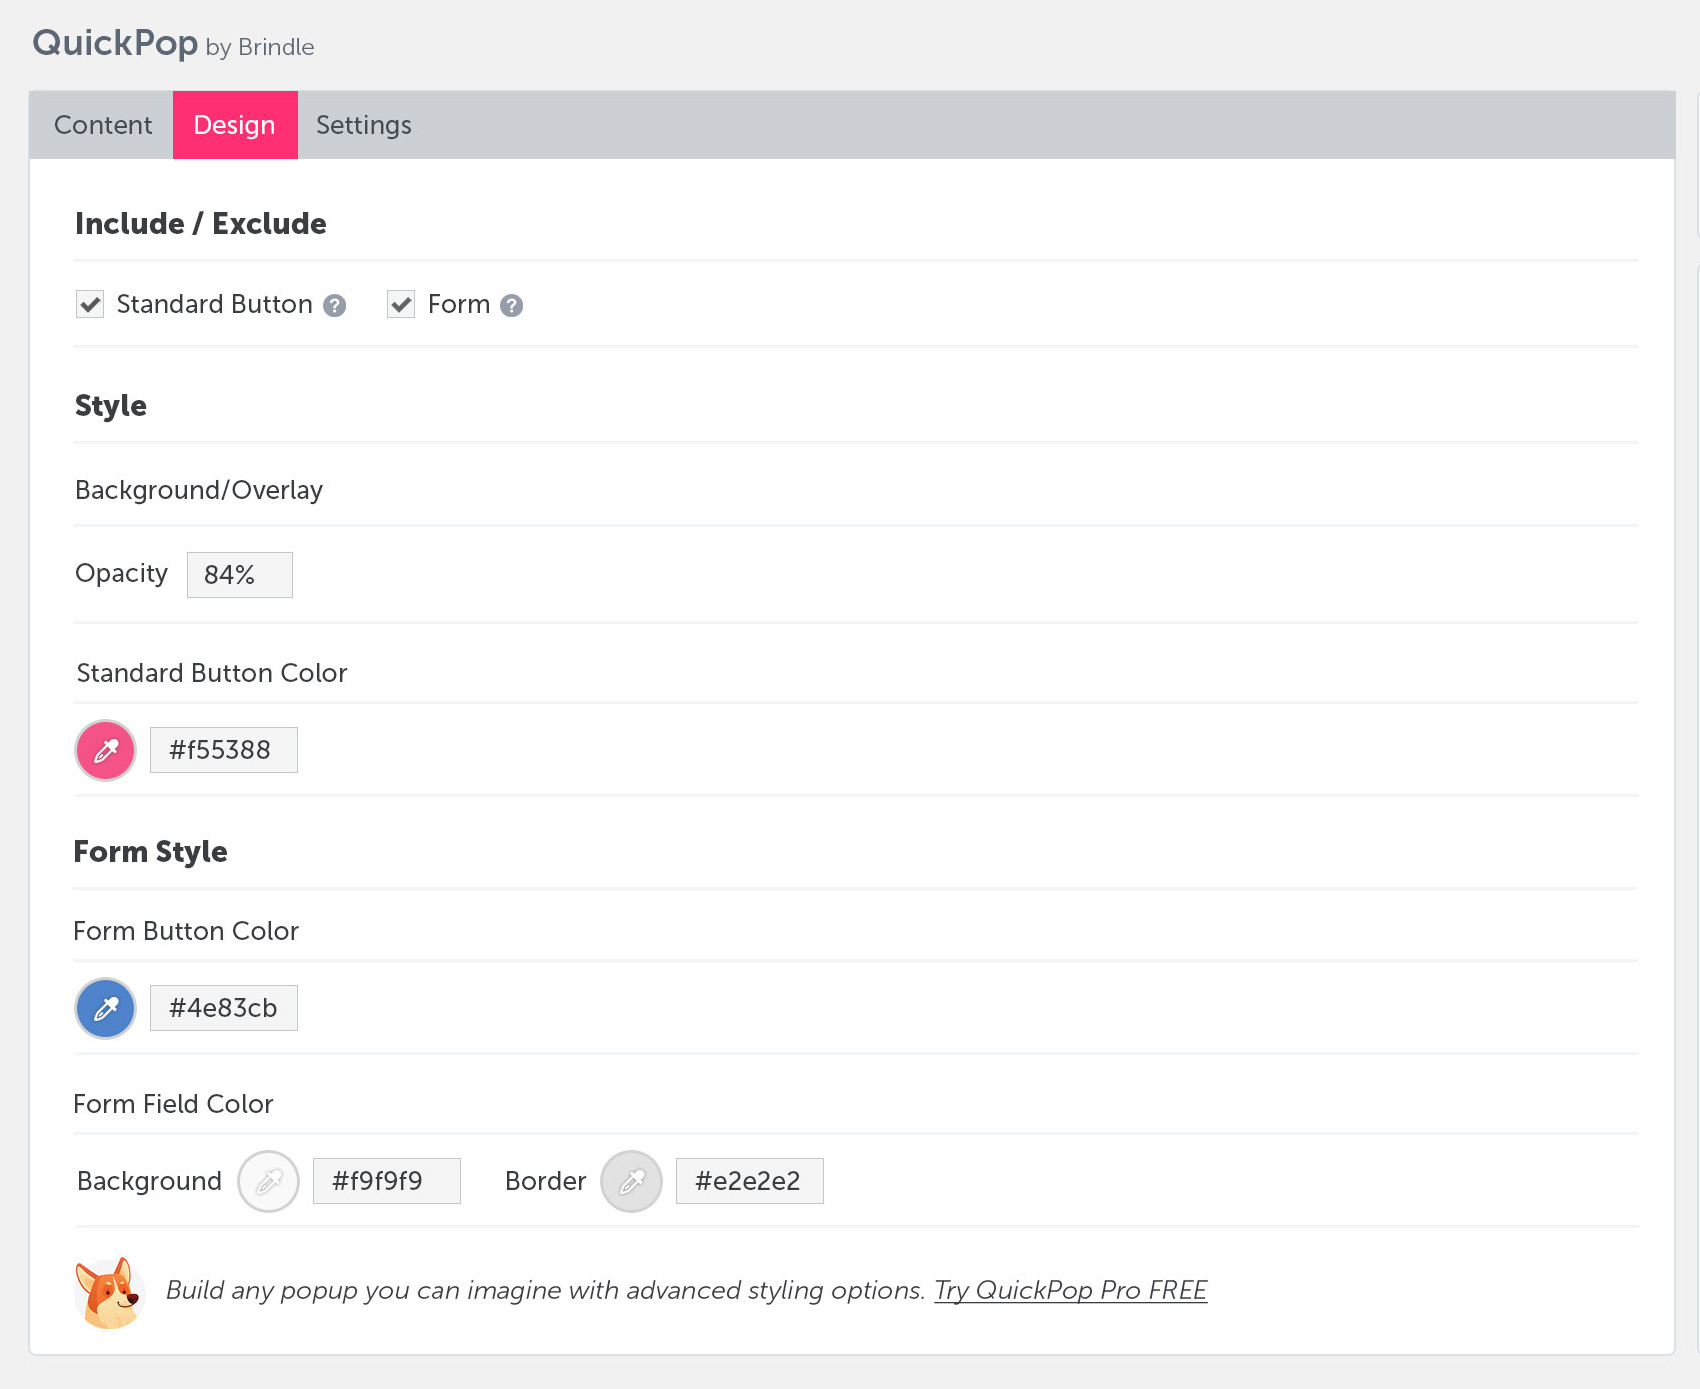 QuickPop by Brindle
Content Design Settings
Include / Exclude
Standard Button ? Form ?
Style
Background/Overlay
Opacity 84%
Standard Button Color
#f55388
Form Style
Form Button Color
#4e83cb
Form Field Color
Background #f9f9f9 Border #e2e2e2
Build any popup you can imagine with advanced styling options. Try QuickPop Pro FREE